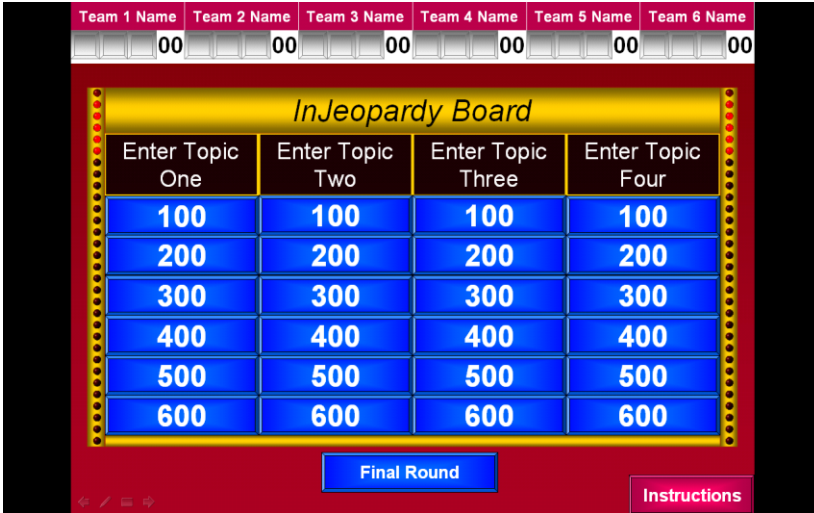 Team 1 Name Team 2 Name Team 3 Name Team 4 Name Team 5 Name Team 6 Name
00 00 00 00 00 00
InJeopardy Board
Enter Topic One Enter Topic Two Enter Topic Three Enter Topic Four
100 100 100 100
200 200 200 200
300 300 300 300
400 400 400 400
500 500 500 500
600 600 600 600
Final Round
Instructions